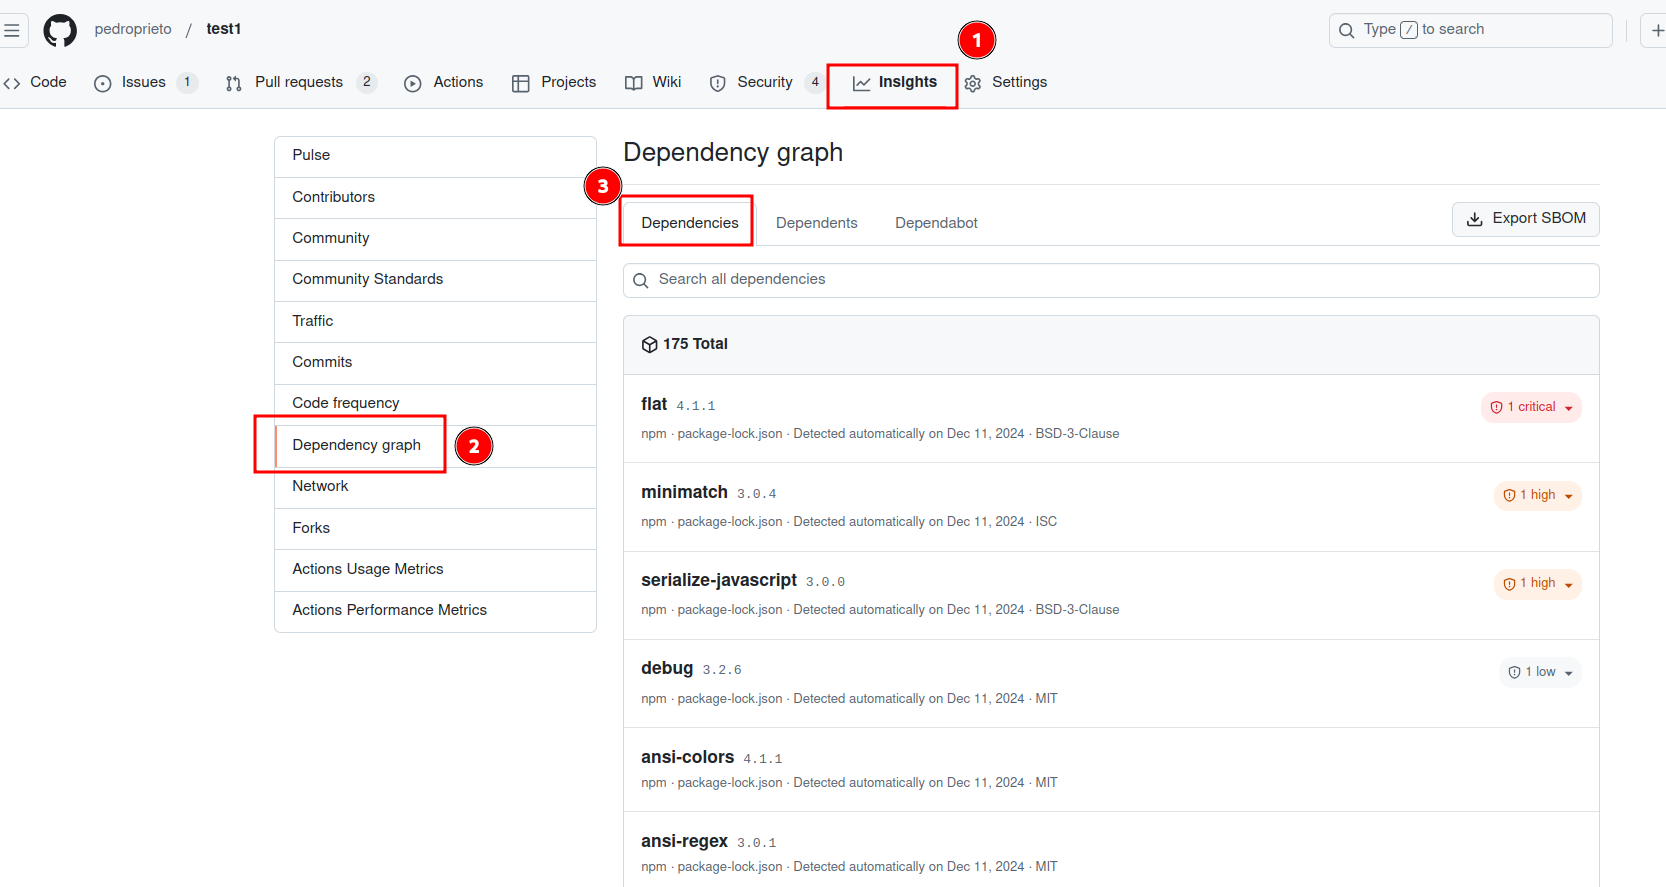 pedroprieto / test1
Type / to search
1
Code
Issues 1
Pull requests 2
Actions
Projects
Wiki
Security 4
Insights
Settings
Pulse
Contributors
Community
Community Standards
Traffic
Commits
Code frequency
Dependency graph
2
Network
Forks
Actions Usage Metrics
Actions Performance Metrics
Dependency graph
3
Dependencies
Dependents
Dependabot
Export SBOM
Search all dependencies
175 Total
flat 4.1.1
1 critical
npm · package-lock.json · Detected automatically on Dec 11, 2024 · BSD-3-Clause
minimatch 3.0.4
1 high
npm · package-lock.json · Detected automatically on Dec 11, 2024 · ISC
serialize-javascript 3.0.0
1 high
npm · package-lock.json · Detected automatically on Dec 11, 2024 · BSD-3-Clause
debug 3.2.6
1 low
npm · package-lock.json · Detected automatically on Dec 11, 2024 · MIT
ansi-colors 4.1.1
npm · package-lock.json · Detected automatically on Dec 11, 2024 · MIT
ansi-regex 3.0.1
npm · package-lock.json · Detected automatically on Dec 11, 2024 · MIT